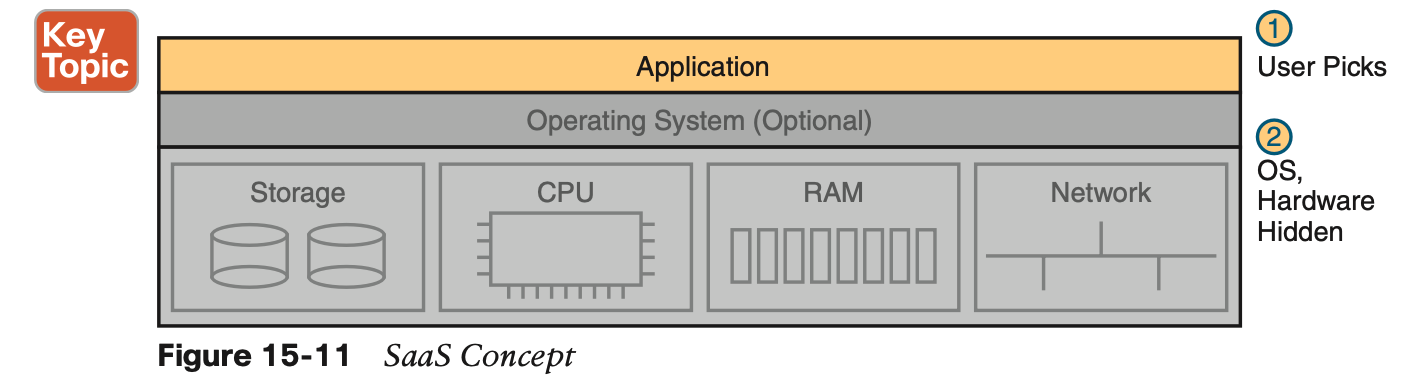 Key
Topic
Application
1
User Picks
Operating System (Optional)
2
OS,
Hardware
Hidden
Storage
CPU
RAM
Network
Figure 15-11 SaaS Concept